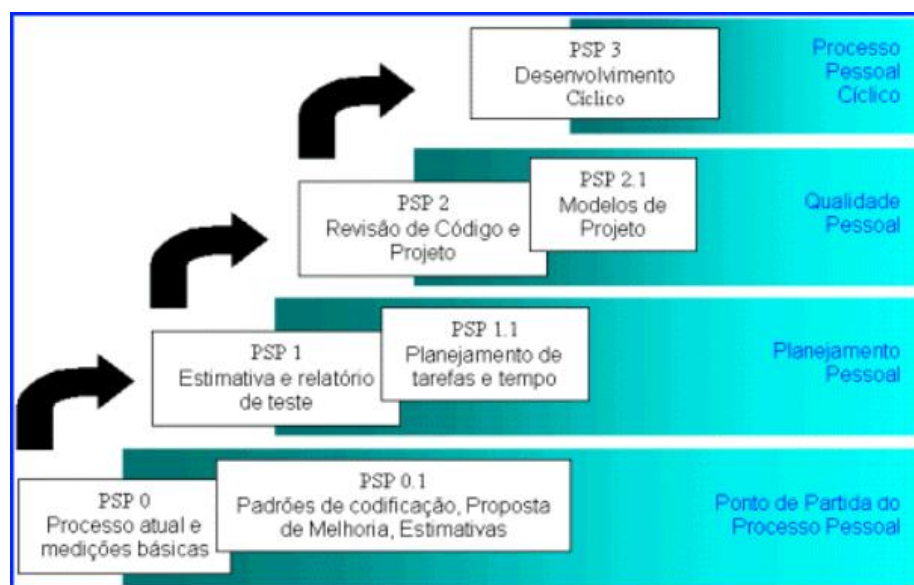 PSP 3
Desenvolvimento
Cíclico
Processo
Pessoal
Cíclico
PSP 2
Revisão de Código e
Projeto
PSP 2.1
Modelos de
Projeto
Qualidade
Pessoal
PSP 1
Estimativa e relatório
de teste
PSP 1.1
Planejamento de
tarefas e tempo
Planejamento
Pessoal
PSP 0
Processo atual e
medições básicas
PSP 0.1
Padrões de codificação, Proposta
de Melhoria, Estimativas
Ponto de Partida do
Processo Pessoal